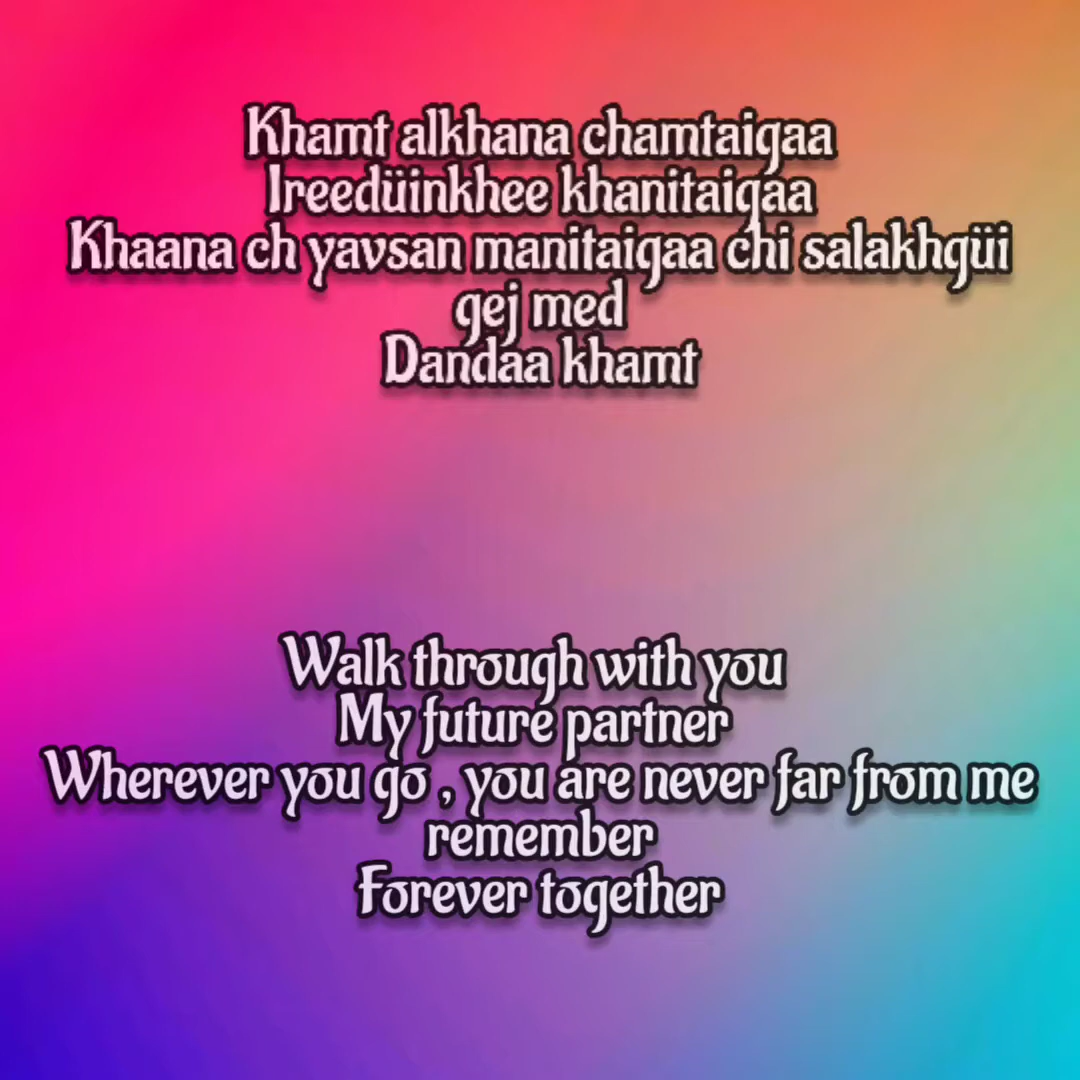 Khamt alkhana chamtaigaa
Ireedüinkhee khanitaigaa
Khaana ch yavsan manitaigaa chi salakhgüi
gej med
Dandaa khamt
Walk through with you
My future partner
Wherever you go , you are never far from me
remember
Forever together